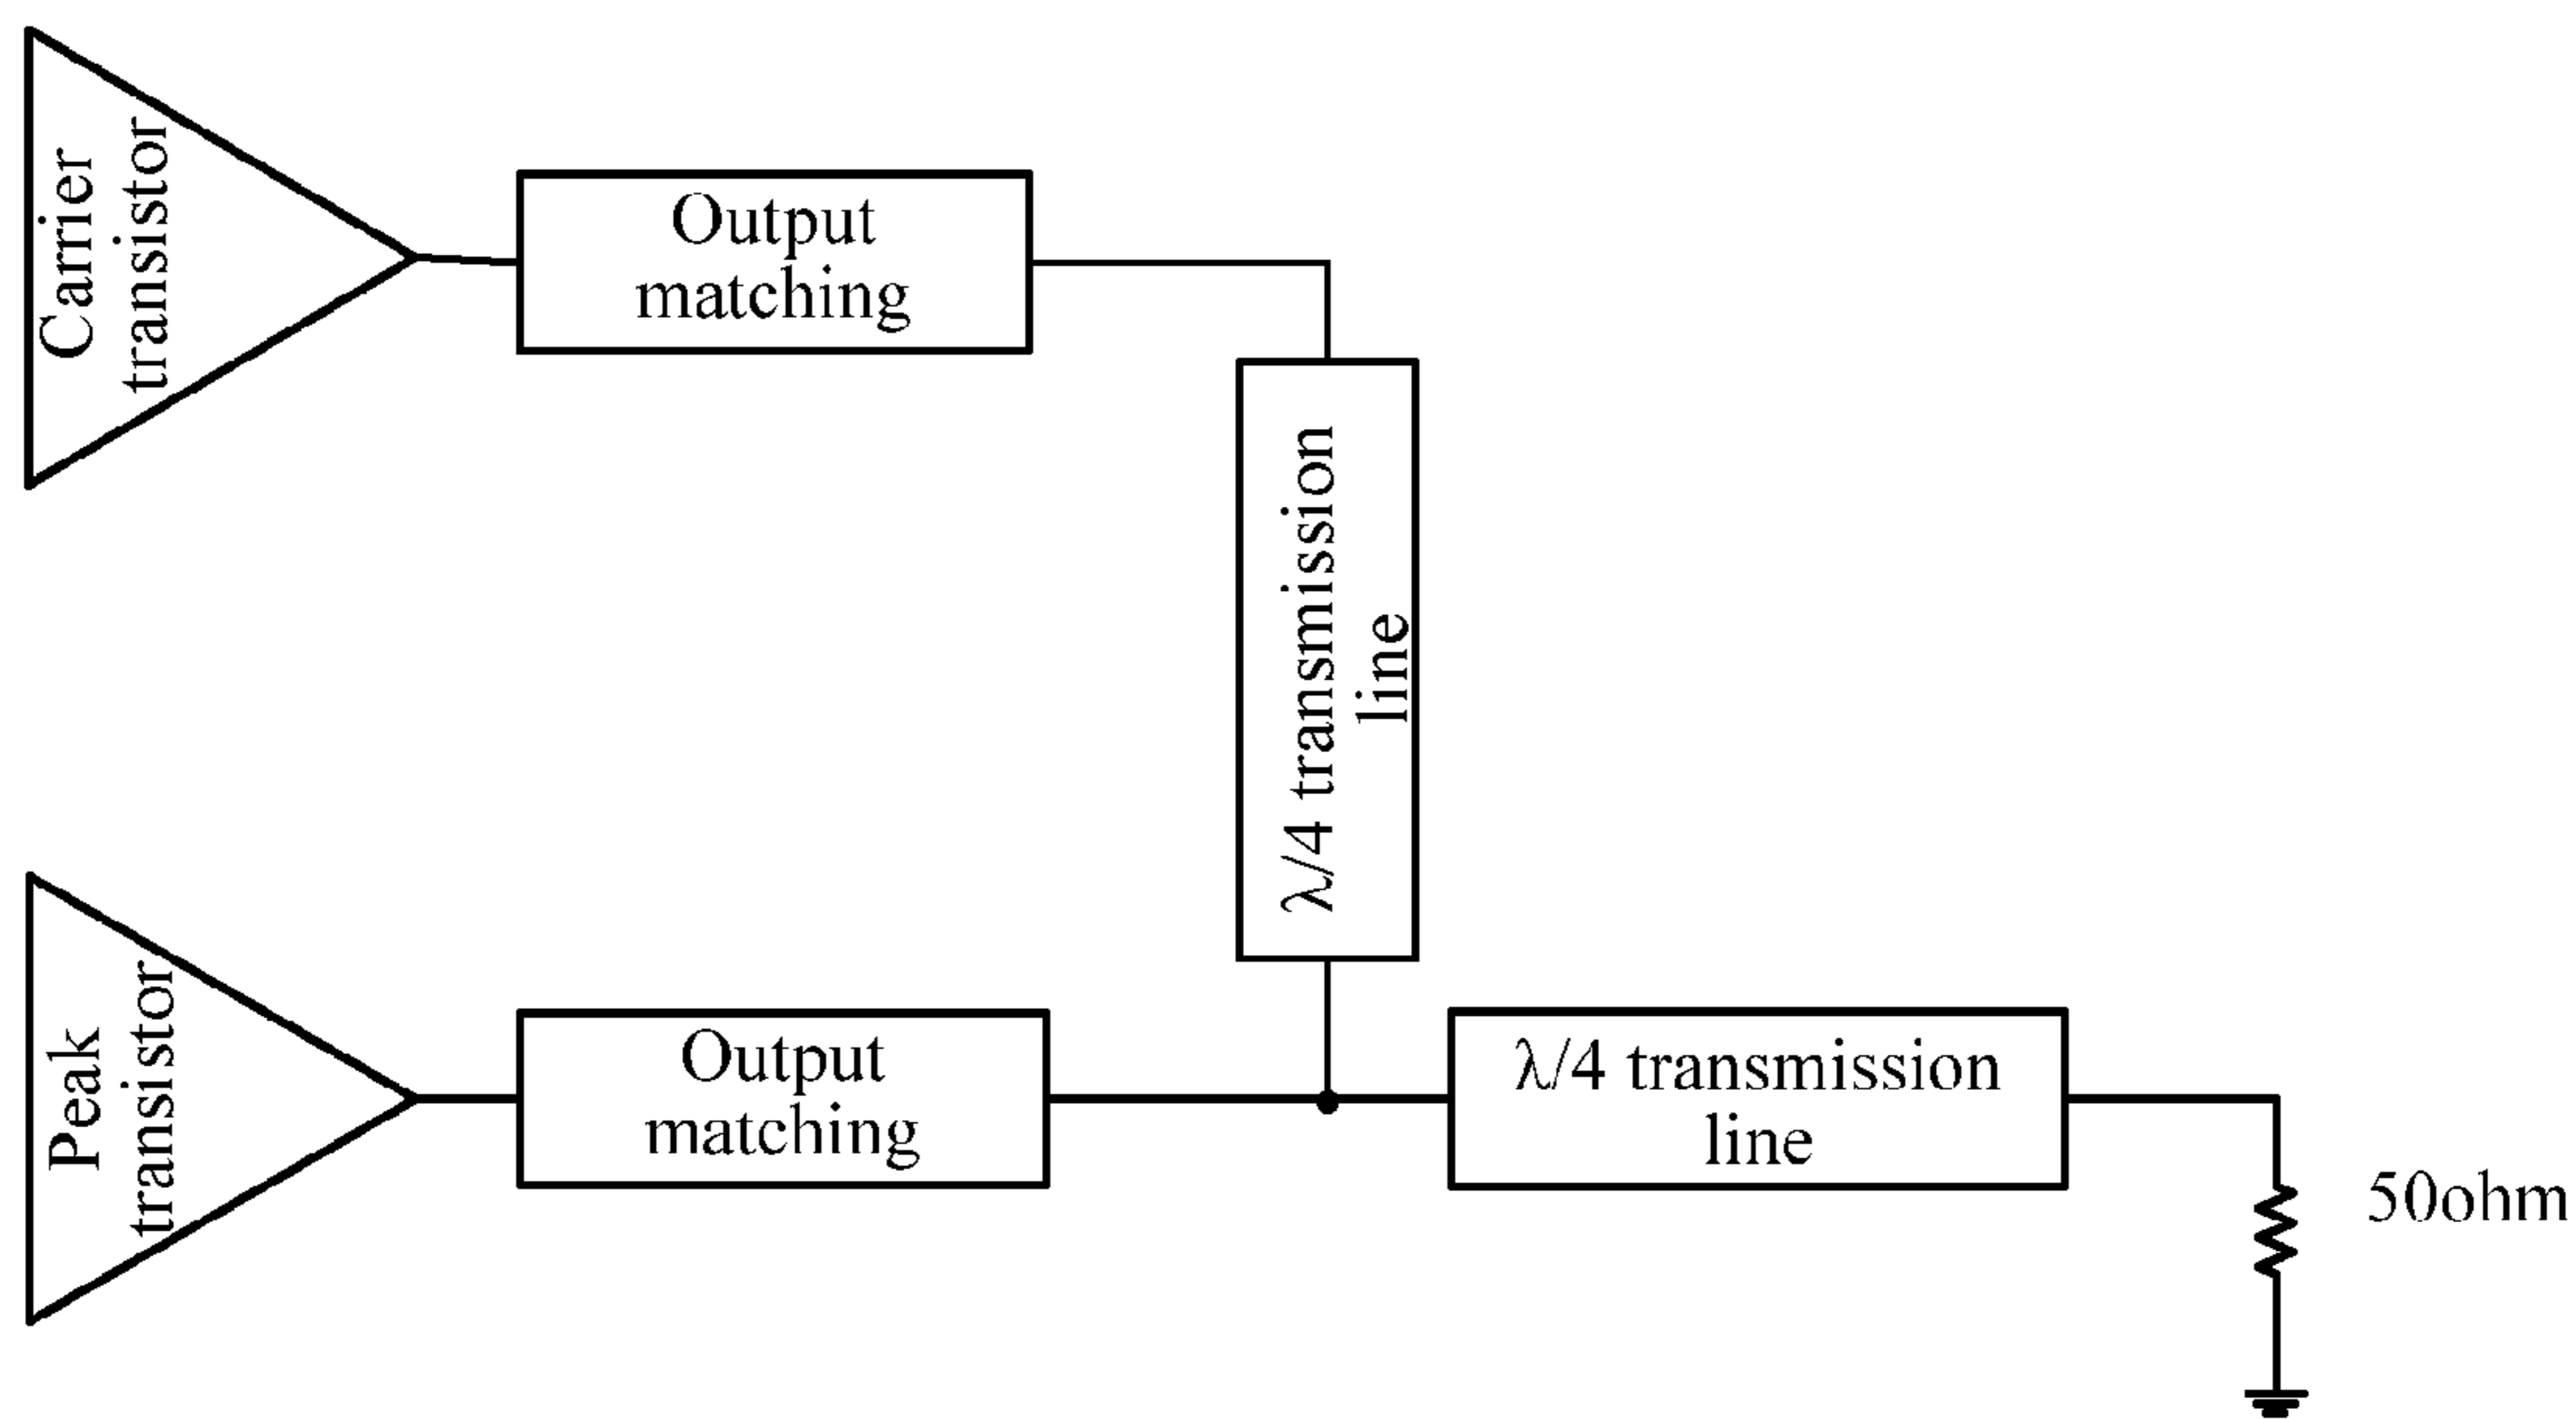 Carrier
transistor
Output
matching
λ/4 transmission
line
Peak
transistor
Output
matching
λ/4 transmission
line
50ohm